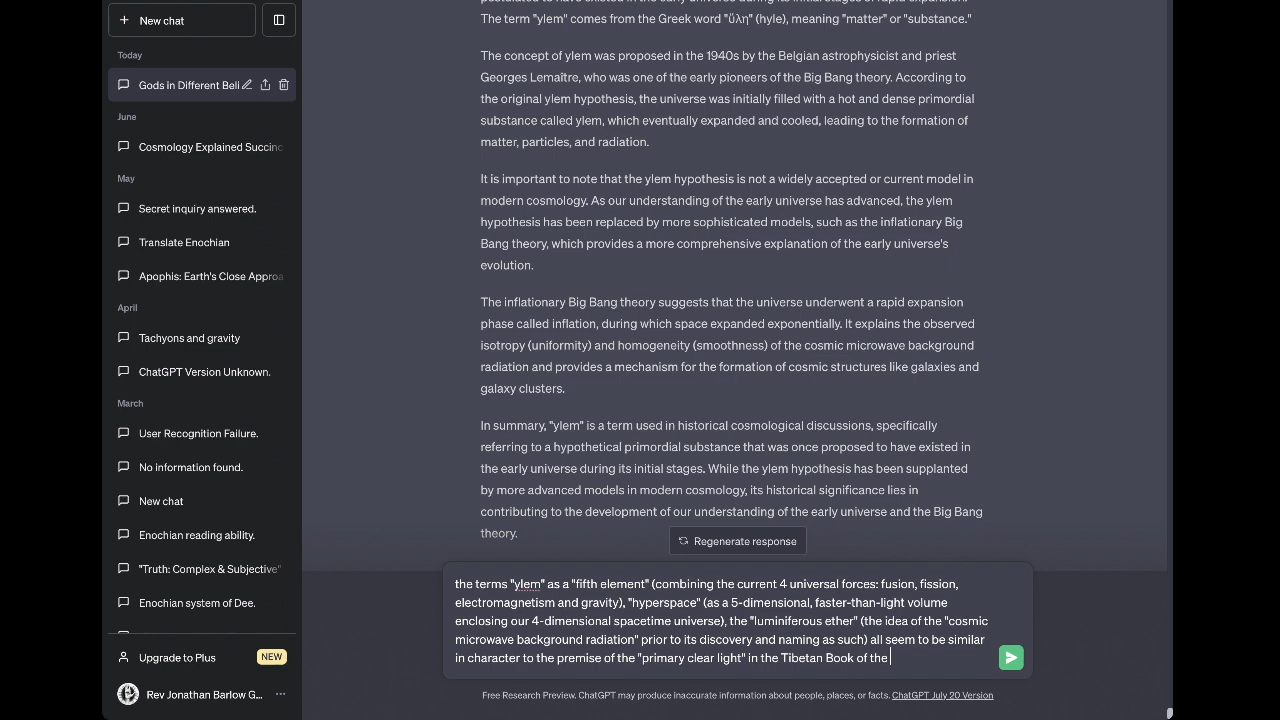 New chat
Today
Gods in Different Beli
June
Cosmology Explained Succinc
May
Secret inquiry answered.
Translate Enochian
Apophis: Earth's Close Approa
April
Tachyons and gravity
ChatGPT Version Unknown.
March
User Recognition Failure.
No information found.
New chat
Enochian reading ability.
"Truth: Complex & Subjective"
Enochian system of Dee.
Upgrade to Plus
NEW
Rev Jonathan Barlow G...
The term "ylem" comes from the Greek word "ὕλη" (hyle), meaning "matter" or "substance."
The concept of ylem was proposed in the 1940s by the Belgian astrophysicist and priest
Georges Lemaître, who was one of the early pioneers of the Big Bang theory. According to
the original ylem hypothesis, the universe was initially filled with a hot and dense primordial
substance called ylem, which eventually expanded and cooled, leading to the formation of
matter, particles, and radiation.
It is important to note that the ylem hypothesis is not a widely accepted or current model in
modern cosmology. As our understanding of the early universe has advanced, the ylem
hypothesis has been replaced by more sophisticated models, such as the inflationary Big
Bang theory, which provides a more comprehensive explanation of the early universe's
evolution.
The inflationary Big Bang theory suggests that the universe underwent a rapid expansion
phase called inflation, during which space expanded exponentially. It explains the observed
isotropy (uniformity) and homogeneity (smoothness) of the cosmic microwave background
radiation and provides a mechanism for the formation of cosmic structures like galaxies and
galaxy clusters.
In summary, "ylem" is a term used in historical cosmological discussions, specifically
referring to a hypothetical primordial substance that was once proposed to have existed in
the early universe during its initial stages. While the ylem hypothesis has been supplanted
by more advanced models in modern cosmology, its historical significance lies in
contributing to the development of our understanding of the early universe and the Big Bang
theory.
Regenerate response
the terms "ylem" as a "fifth element" (combining the current 4 universal forces: fusion, fission,
electromagnetism and gravity), "hyperspace" (as a 5-dimensional, faster-than-light volume
enclosing our 4-dimensional spacetime universe), the "luminiferous ether" (the idea of the "cosmic
microwave background radiation" prior to its discovery and naming as such) all seem to be similar
in character to the premise of the "primary clear light" in the Tibetan Book of the
Free Research Preview. ChatGPT may produce inaccurate information about people, places, or facts. ChatGPT July 20 Version